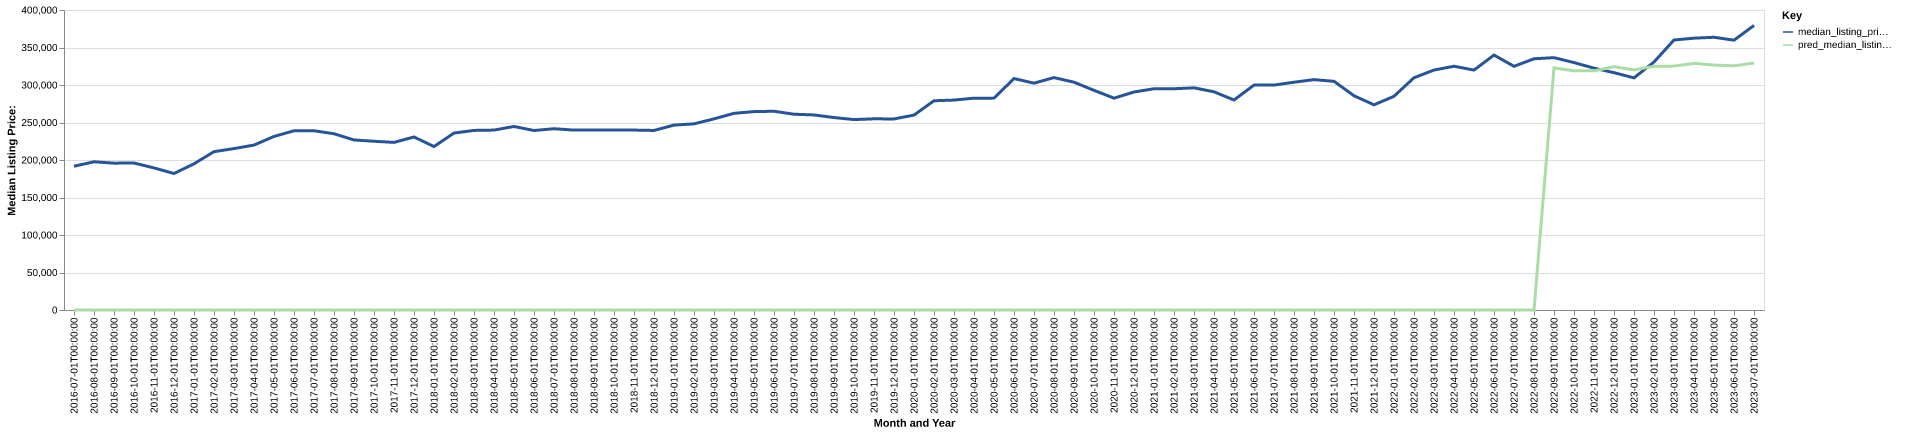 400,000
350,000
300,000
250,000
200,000
150,000
100,000
50,000
0
Median Listing Price:
2016-07-01T00:00:00
2016-08-01T00:00:00
2016-09-01T00:00:00
2016-10-01T00:00:00
2016-11-01T00:00:00
2016-12-01T00:00:00
2017-01-01T00:00:00
2017-02-01T00:00:00
2017-03-01T00:00:00
2017-04-01T00:00:00
2017-05-01T00:00:00
2017-06-01T00:00:00
2017-07-01T00:00:00
2017-08-01T00:00:00
2017-09-01T00:00:00
2017-10-01T00:00:00
2017-11-01T00:00:00
2017-12-01T00:00:00
2018-01-01T00:00:00
2018-02-01T00:00:00
2018-03-01T00:00:00
2018-04-01T00:00:00
2018-05-01T00:00:00
2018-06-01T00:00:00
2018-07-01T00:00:00
2018-08-01T00:00:00
2018-09-01T00:00:00
2018-10-01T00:00:00
2018-11-01T00:00:00
2018-12-01T00:00:00
2019-01-01T00:00:00
2019-02-01T00:00:00
2019-03-01T00:00:00
2019-04-01T00:00:00
2019-05-01T00:00:00
2019-06-01T00:00:00
2019-07-01T00:00:00
2019-08-01T00:00:00
2019-09-01T00:00:00
2019-10-01T00:00:00
2019-11-01T00:00:00
2019-12-01T00:00:00
2020-01-01T00:00:00
2020-02-01T00:00:00
2020-03-01T00:00:00
2020-04-01T00:00:00
2020-05-01T00:00:00
2020-06-01T00:00:00
2020-07-01T00:00:00
2020-08-01T00:00:00
2020-09-01T00:00:00
2020-10-01T00:00:00
2020-11-01T00:00:00
2020-12-01T00:00:00
2021-01-01T00:00:00
2021-02-01T00:00:00
2021-03-01T00:00:00
2021-04-01T00:00:00
2021-05-01T00:00:00
2021-06-01T00:00:00
2021-07-01T00:00:00
2021-08-01T00:00:00
2021-09-01T00:00:00
2021-10-01T00:00:00
2021-11-01T00:00:00
2021-12-01T00:00:00
2022-01-01T00:00:00
2022-02-01T00:00:00
2022-03-01T00:00:00
2022-04-01T00:00:00
2022-05-01T00:00:00
2022-06-01T00:00:00
2022-07-01T00:00:00
2022-08-01T00:00:00
2022-09-01T00:00:00
2022-10-01T00:00:00
2022-11-01T00:00:00
2022-12-01T00:00:00
2023-01-01T00:00:00
2023-02-01T00:00:00
2023-03-01T00:00:00
2023-04-01T00:00:00
2023-05-01T00:00:00
2023-06-01T00:00:00
2023-07-01T00:00:00
Month and Year
Key
median_listing_pri…
pred_median_listin…